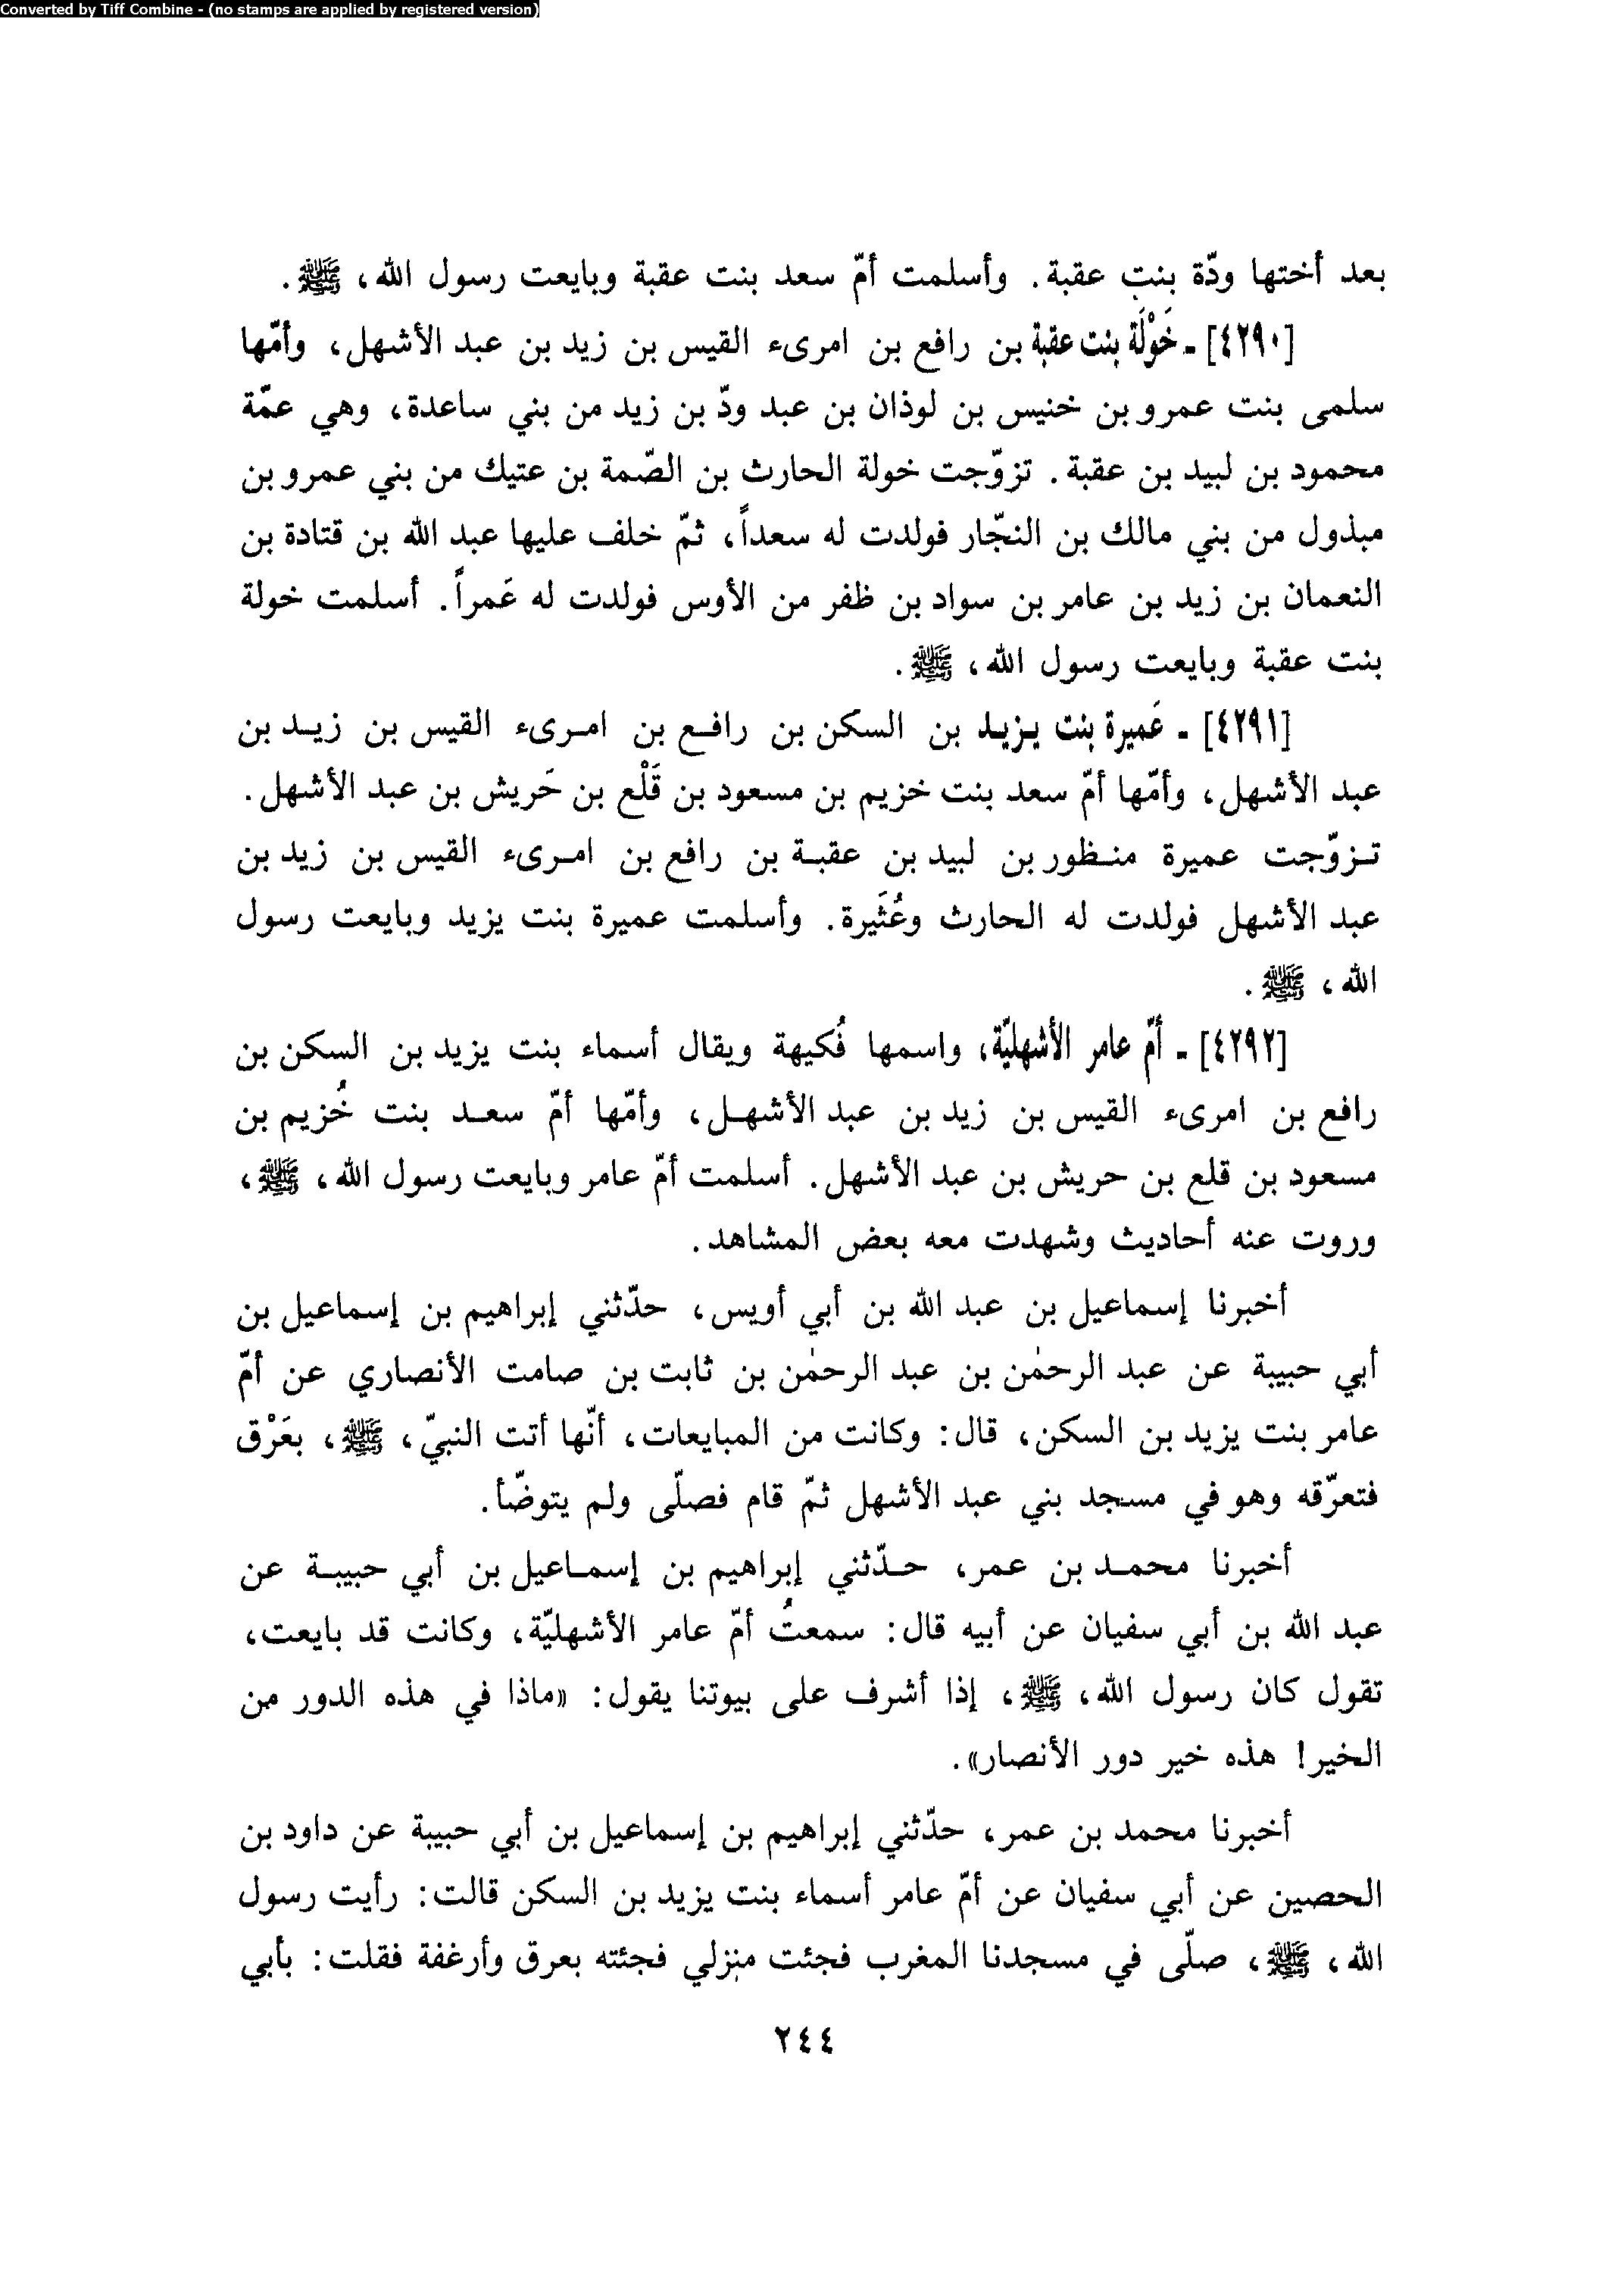 Converted by Tiff Combine - (no stamps are applied by registered version)
بعد أختها ودّة بنت عقبة. وأسلمت أمّ سعد بنت عقبة وبايعت رسول الله، ﷺ.
[٤٢٩٠] - خَوْلَة بنت عقبة بن رافع بن امرىء القيس بن زيد بن عبد الأشهل، وأمّها
سلمى بنت عمرو بن خنيس بن لوذان بن عبد ودّ بن زيد من بني ساعدة، وهي عمّة
محمود بن لبيد بن عقبة. تزوّجت خولة الحارث بن الصّمة بن عتيك من بني عمرو بن
مبذول من بني مالك بن النجّار فولدت له سعداً، ثمّ خلف عليها عبد الله بن قتادة بن
النعمان بن زيد بن عامر بن سواد بن ظفر من الأوس فولدت له عَمراً. أسلمت خولة
بنت عقبة وبايعت رسول الله، ﷺ.
[٤٢٩١] - عَميرة بنت يزيد بن السكن بن رافع بن امرىء القيس بن زيد بن
عبد الأشهل، وأمّها أمّ سعد بنت خزيم بن مسعود بن قَلْع بن حَريش بن عبد الأشهل.
تزوّجت عميرة منظور بن لبيد بن عقبة بن رافع بن امرىء القيس بن زيد بن
عبد الأشهل فولدت له الحارث وعُثَيرة. وأسلمت عميرة بنت يزيد وبايعت رسول
الله، ﷺ.
[٤٢٩٢] - أمّ عامر الأشهليّة، واسمها فُكيهة ويقال أسماء بنت يزيد بن السكن بن
رافع بن امرىء القيس بن زيد بن عبد الأشهل، وأمّها أمّ سعد بنت خُزيم بن
مسعود بن قلع بن حريش بن عبد الأشهل. أسلمت أمّ عامر وبايعت رسول الله، ﷺ،
وروت عنه أحاديث وشهدت معه بعض المشاهد.
أخبرنا إسماعيل بن عبد الله بن أبي أويس، حدّثني إبراهيم بن إسماعيل بن
أبي حبيبة عن عبد الرحمٰن بن عبد الرحمٰن بن ثابت بن صامت الأنصاري عن أمّ
عامر بنت يزيد بن السكن، قال: وكانت من المبايعات، أنّها أتت النبيّ، ﷺ، بعَرْق
فتعرّقه وهو في مسجد بني عبد الأشهل ثمّ قام فصلّى ولم يتوضّأ.
أخبرنا محمد بن عمر، حدّثني إبراهيم بن إسماعيل بن أبي حبيبة عن
عبد الله بن أبي سفيان عن أبيه قال: سمعتُ أمّ عامر الأشهليّة، وكانت قد بايعت،
تقول كان رسول الله، ﷺ، إذا أشرف على بيوتنا يقول: «ماذا في هذه الدور من
الخير! هذه خير دور الأنصار».
أخبرنا محمد بن عمر، حدّثني إبراهيم بن إسماعيل بن أبي حبيبة عن داود بن
الحصين عن أبي سفيان عن أمّ عامر أسماء بنت يزيد بن السكن قالت: رأيت رسول
الله، ﷺ، صلّى في مسجدنا المغرب فجئت منزلي فجئته بعرق وأرغفة فقلت: بأبي
٢٤٤